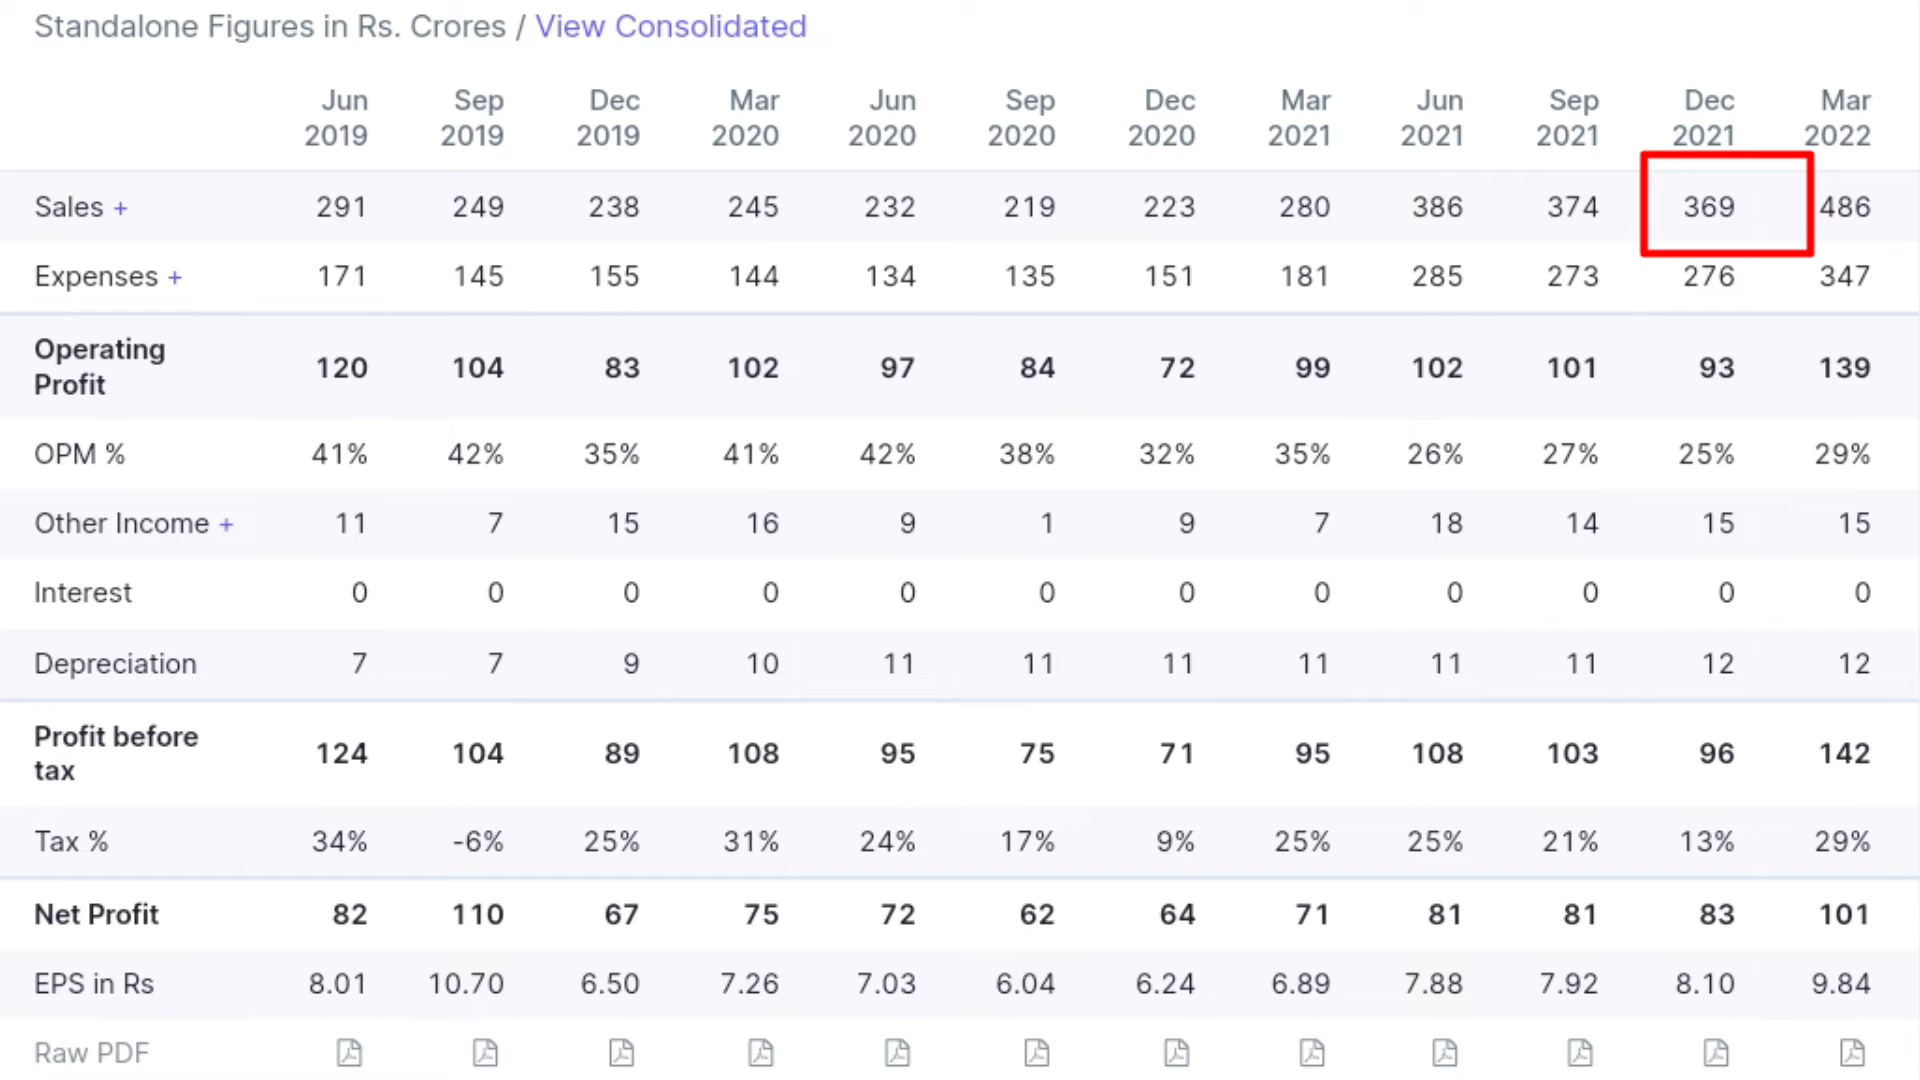 Standalone Figures in Rs. Crores / View Consolidated
Jun 2019 Sep 2019 Dec 2019 Mar 2020 Jun 2020 Sep 2020 Dec 2020 Mar 2021 Jun 2021 Sep 2021 Dec 2021 Mar 2022
Sales + 291 249 238 245 232 219 223 280 386 374 369 486
Expenses + 171 145 155 144 134 135 151 181 285 273 276 347
Operating Profit 120 104 83 102 97 84 72 99 102 101 93 139
OPM % 41% 42% 35% 41% 42% 38% 32% 35% 26% 27% 25% 29%
Other Income + 11 7 15 16 9 1 9 7 18 14 15 15
Interest 0 0 0 0 0 0 0 0 0 0 0 0
Depreciation 7 7 9 10 11 11 11 11 11 11 12 12
Profit before tax 124 104 89 108 95 75 71 95 108 103 96 142
Tax % 34% -6% 25% 31% 24% 17% 9% 25% 25% 21% 13% 29%
Net Profit 82 110 67 75 72 62 64 71 81 81 83 101
EPS in Rs 8.01 10.70 6.50 7.26 7.03 6.04 6.24 6.89 7.88 7.92 8.10 9.84
Raw PDF